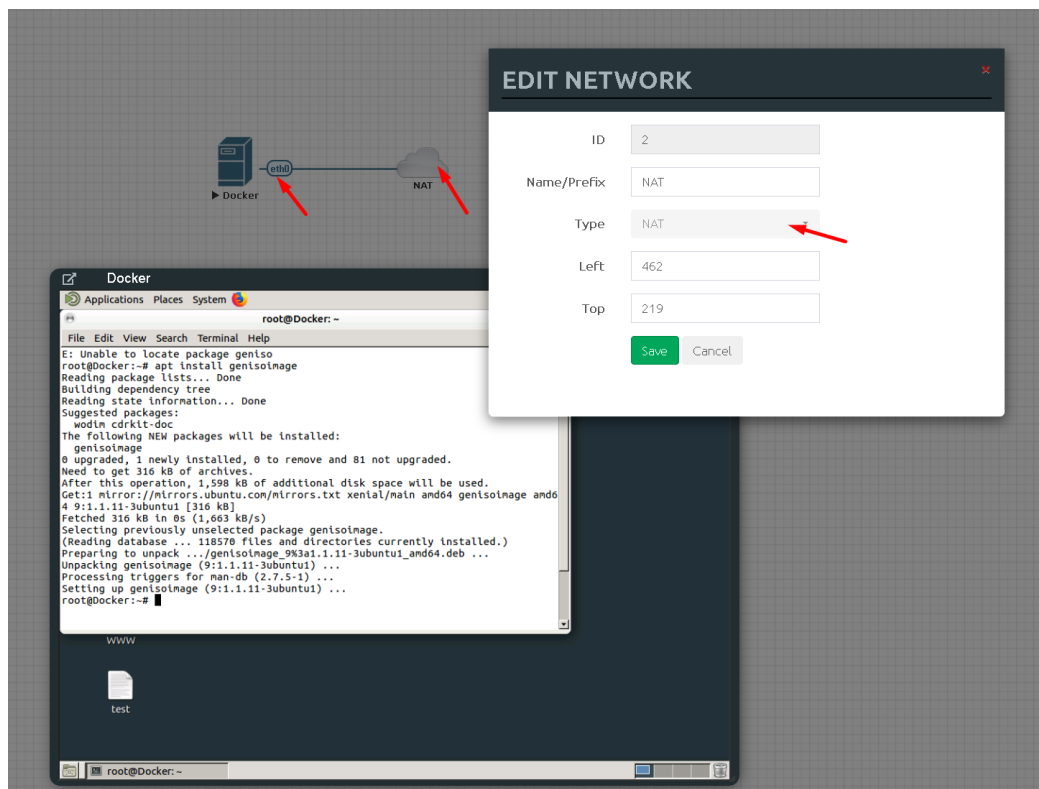 EDIT NETWORK
×
ID 2
Name/Prefix NAT
Type NAT
Left 462
Top 219
Save Cancel
eth0
NAT
Docker
Docker
Applications Places System
root@Docker: ~
File Edit View Search Terminal Help
E: Unable to locate package geniso
root@Docker:~# apt install genisoimage
Reading package lists... Done
Building dependency tree
Reading state information... Done
Suggested packages:
wodim cdrkit-doc
The following NEW packages will be installed:
genisoimage
0 upgraded, 1 newly installed, 0 to remove and 81 not upgraded.
Need to get 316 kB of archives.
After this operation, 1,598 kB of additional disk space will be used.
Get:1 mirror://mirrors.ubuntu.com/mirrors.txt xenial/main amd64 genisoimage amd6
4 9:1.1.11-3ubuntu1 [316 kB]
Fetched 316 kB in 0s (1,663 kB/s)
Selecting previously unselected package genisoimage.
(Reading database ... 118570 files and directories currently installed.)
Preparing to unpack .../genisoimage_9%3a1.1.11-3ubuntu1_amd64.deb ...
Unpacking genisoimage (9:1.1.11-3ubuntu1) ...
Processing triggers for man-db (2.7.5-1) ...
Setting up genisoimage (9:1.1.11-3ubuntu1) ...
root@Docker:~#
www
test
root@Docker: ~